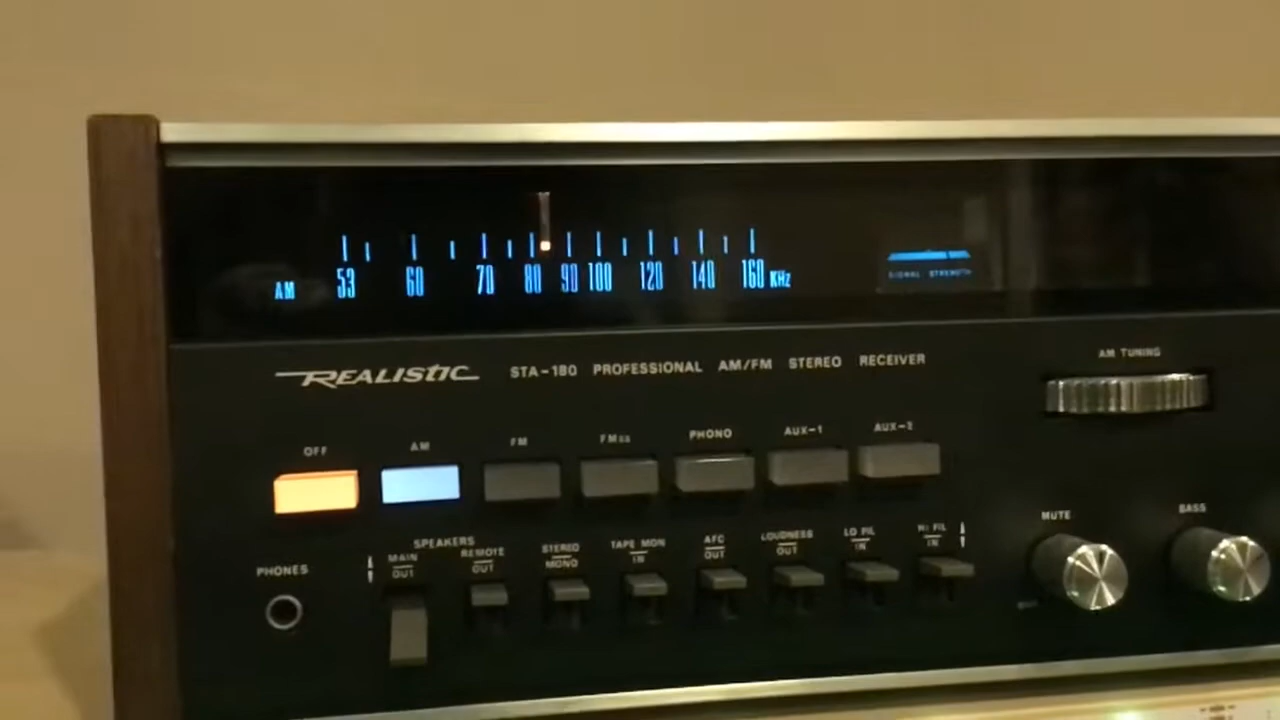 AM 53 60 70 80 90 100 120 140 160 KHz
SIGNAL STRENGTH
REALISTIC STA-180 PROFESSIONAL AM/FM STEREO RECEIVER
AM TUNING
OFF AM FM FM PHONO AUX-1 AUX-2
MUTE BASS
SPEAKERS
MAIN OUT
REMOTE OUT
STEREO MONO
TAPE MON IN
AFC OUT
LOUDNESS OUT
LO FIL IN
HI FIL IN
PHONES